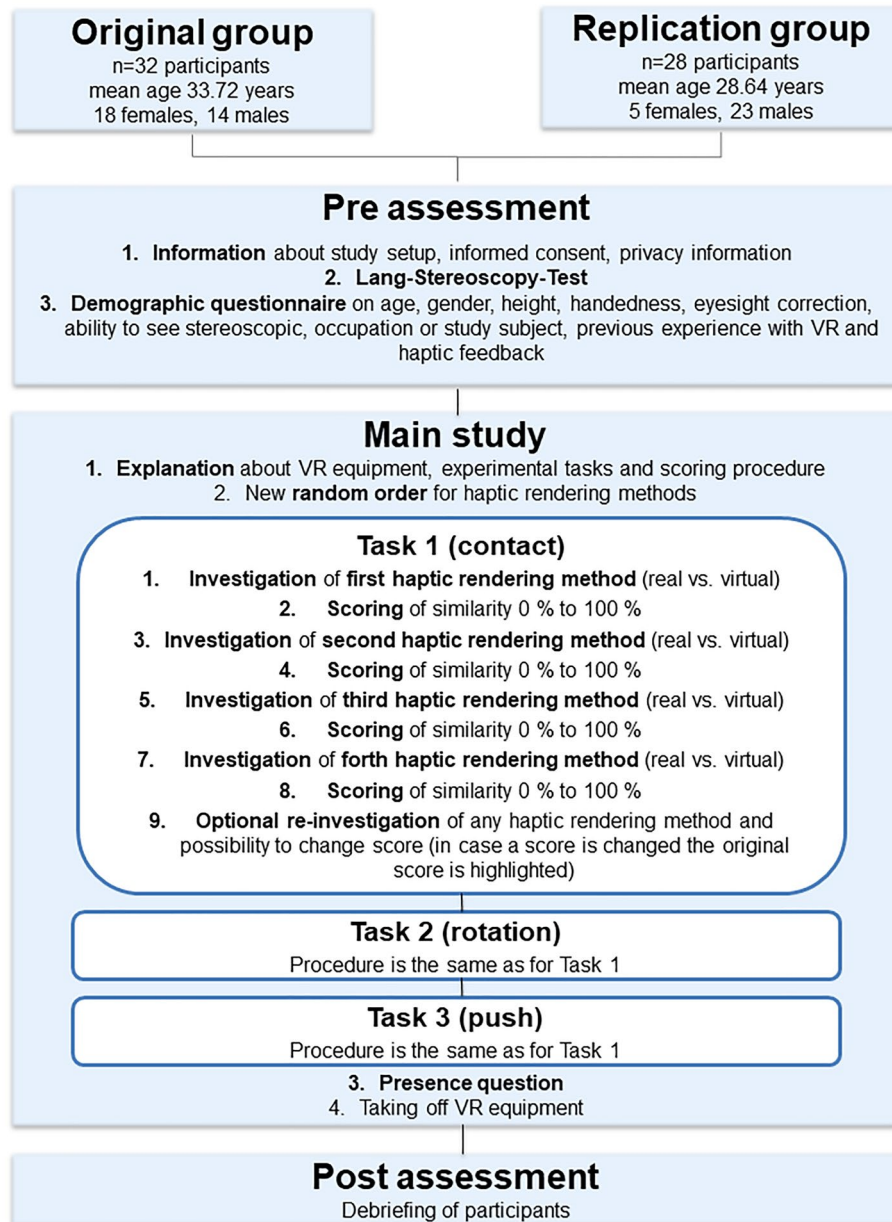 Original group
n=32 participants
mean age 33.72 years
18 females, 14 males
Replication group
n=28 participants
mean age 28.64 years
5 females, 23 males
Pre assessment
1. Information about study setup, informed consent, privacy information
2. Lang-Stereoscopy-Test
3. Demographic questionnaire on age, gender, height, handedness, eyesight correction,
ability to see stereoscopic, occupation or study subject, previous experience with VR and
haptic feedback
Main study
1. Explanation about VR equipment, experimental tasks and scoring procedure
2. New random order for haptic rendering methods
Task 1 (contact)
1. Investigation of first haptic rendering method (real vs. virtual)
2. Scoring of similarity 0 % to 100 %
3. Investigation of second haptic rendering method (real vs. virtual)
4. Scoring of similarity 0 % to 100 %
5. Investigation of third haptic rendering method (real vs. virtual)
6. Scoring of similarity 0 % to 100 %
7. Investigation of forth haptic rendering method (real vs. virtual)
8. Scoring of similarity 0 % to 100 %
9. Optional re-investigation of any haptic rendering method and
possibility to change score (in case a score is changed the original
score is highlighted)
Task 2 (rotation)
Procedure is the same as for Task 1
Task 3 (push)
Procedure is the same as for Task 1
3. Presence question
4. Taking off VR equipment
Post assessment
Debriefing of participants